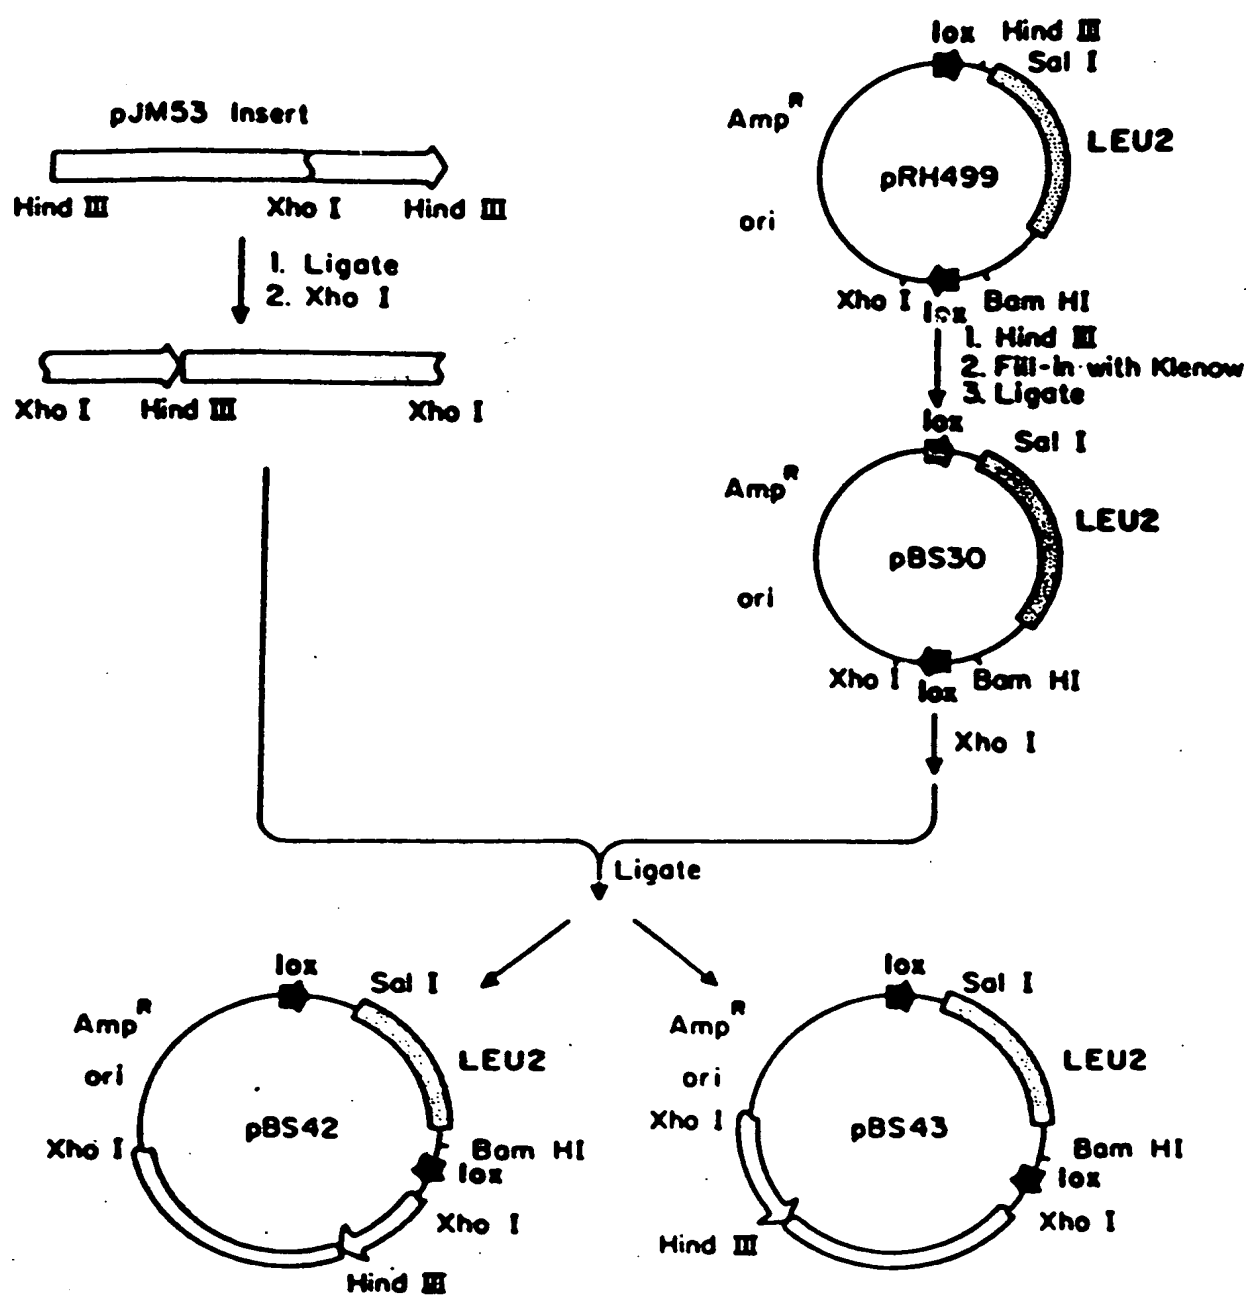 pJM53 Insert
Hind III
Xho I
Hind III
1. Ligate
2. Xho I
Xho I
Hind III
Xho I
lox
Hind III
Sal I
Amp R
LEU2
pRH499
ori
Xho I
lox
Bam HI
1. Hind III
2. Fill-in with Klenow
3. Ligate
lox
Sal I
Amp R
LEU2
pBS30
ori
Xho I
lox
Bam HI
Xho I
Ligate
lox
Sal I
Amp R
LEU2
ori
pBS42
Xho I
Bam HI
lox
Xho I
Hind III
lox
Sal I
Amp R
LEU2
ori
Xho I
pBS43
Bam HI
lox
Xho I
Hind III